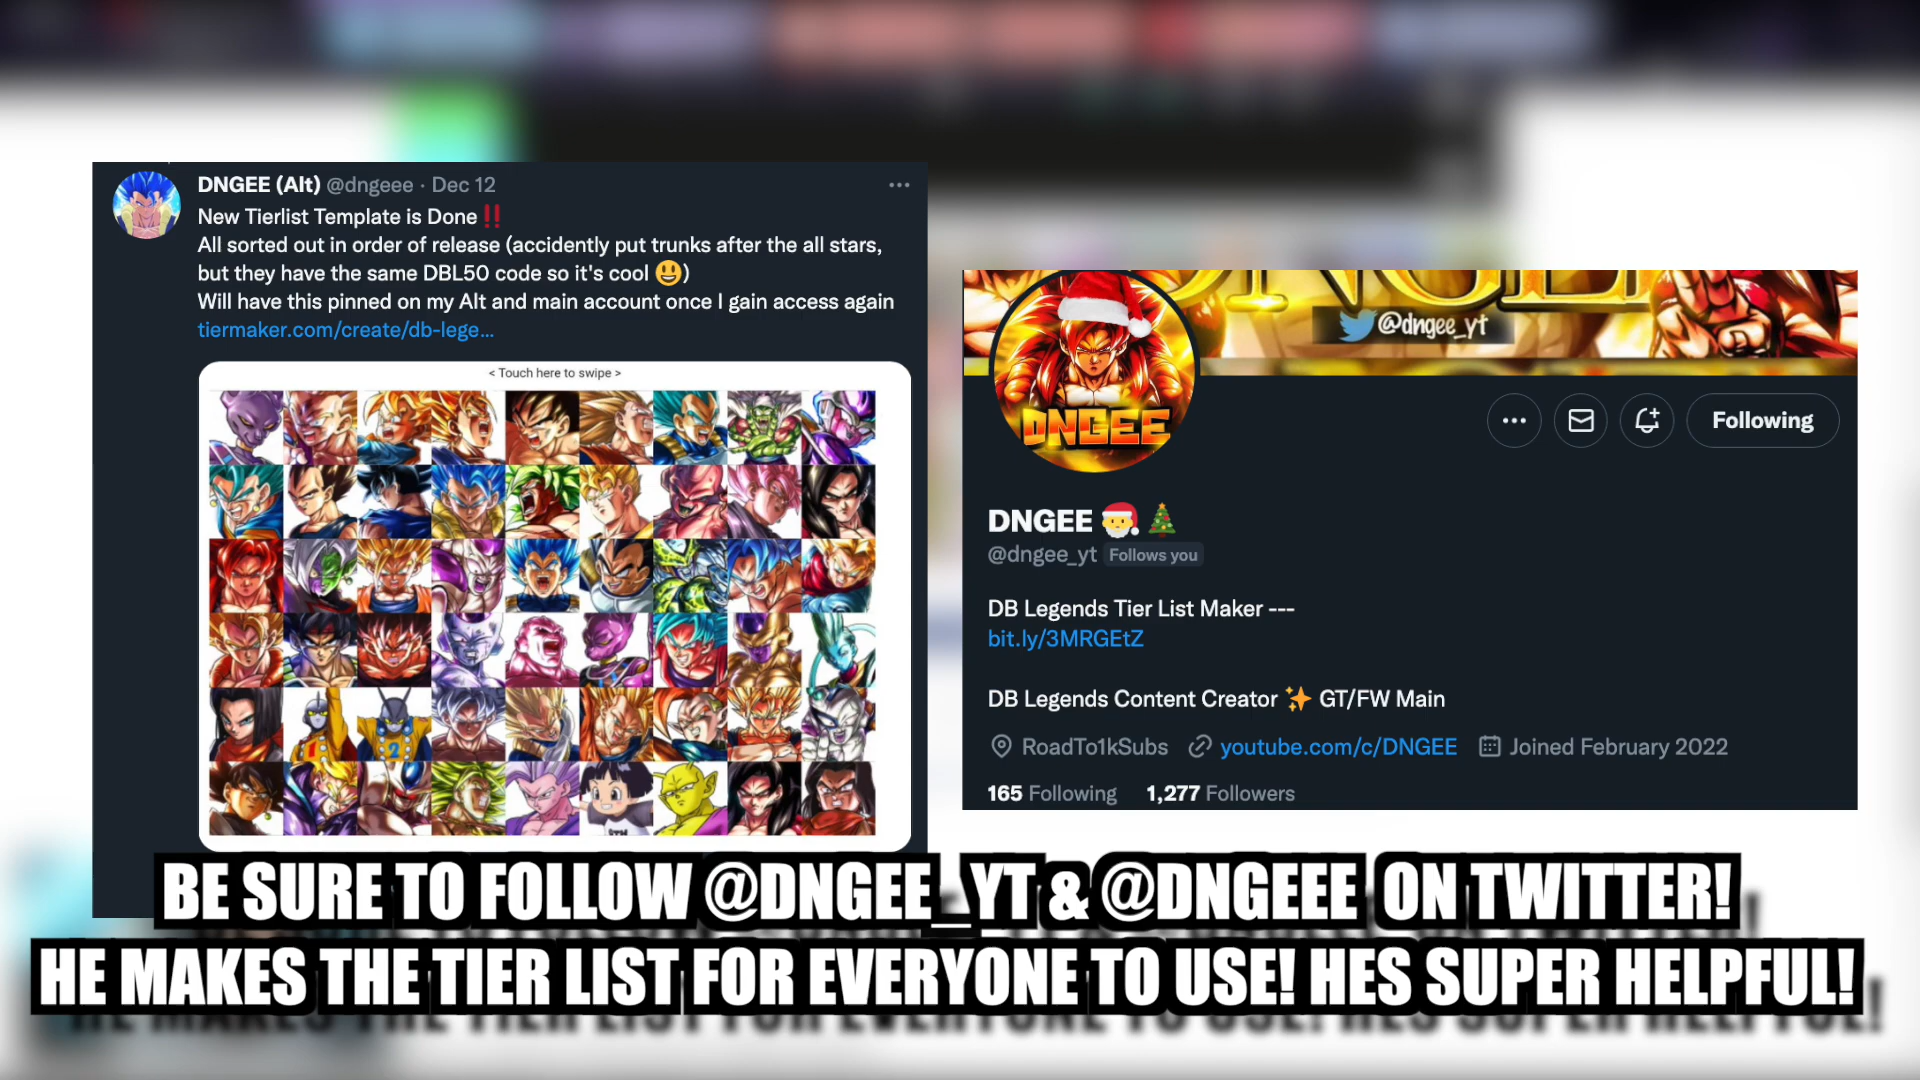 DNGEE (Alt) @dngeee · Dec 12
New Tierlist Template is Done‼️
All sorted out in order of release (accidently put trunks after the all stars,
but they have the same DBL50 code so it's cool 😃)
Will have this pinned on my Alt and main account once I gain access again
tiermaker.com/create/db-lege...
< Touch here to swipe >
@dngee_yt
DNGEE
Following
DNGEE 🎅 🎄
@dngee_yt Follows you
DB Legends Tier List Maker ---
bit.ly/3MRGEtZ
DB Legends Content Creator ✨ GT/FW Main
RoadTo1kSubs youtube.com/c/DNGEE Joined February 2022
165 Following 1,277 Followers
BE SURE TO FOLLOW @DNGEE_YT & @DNGEEE ON TWITTER!
HE MAKES THE TIER LIST FOR EVERYONE TO USE! HES SUPER HELPFUL!